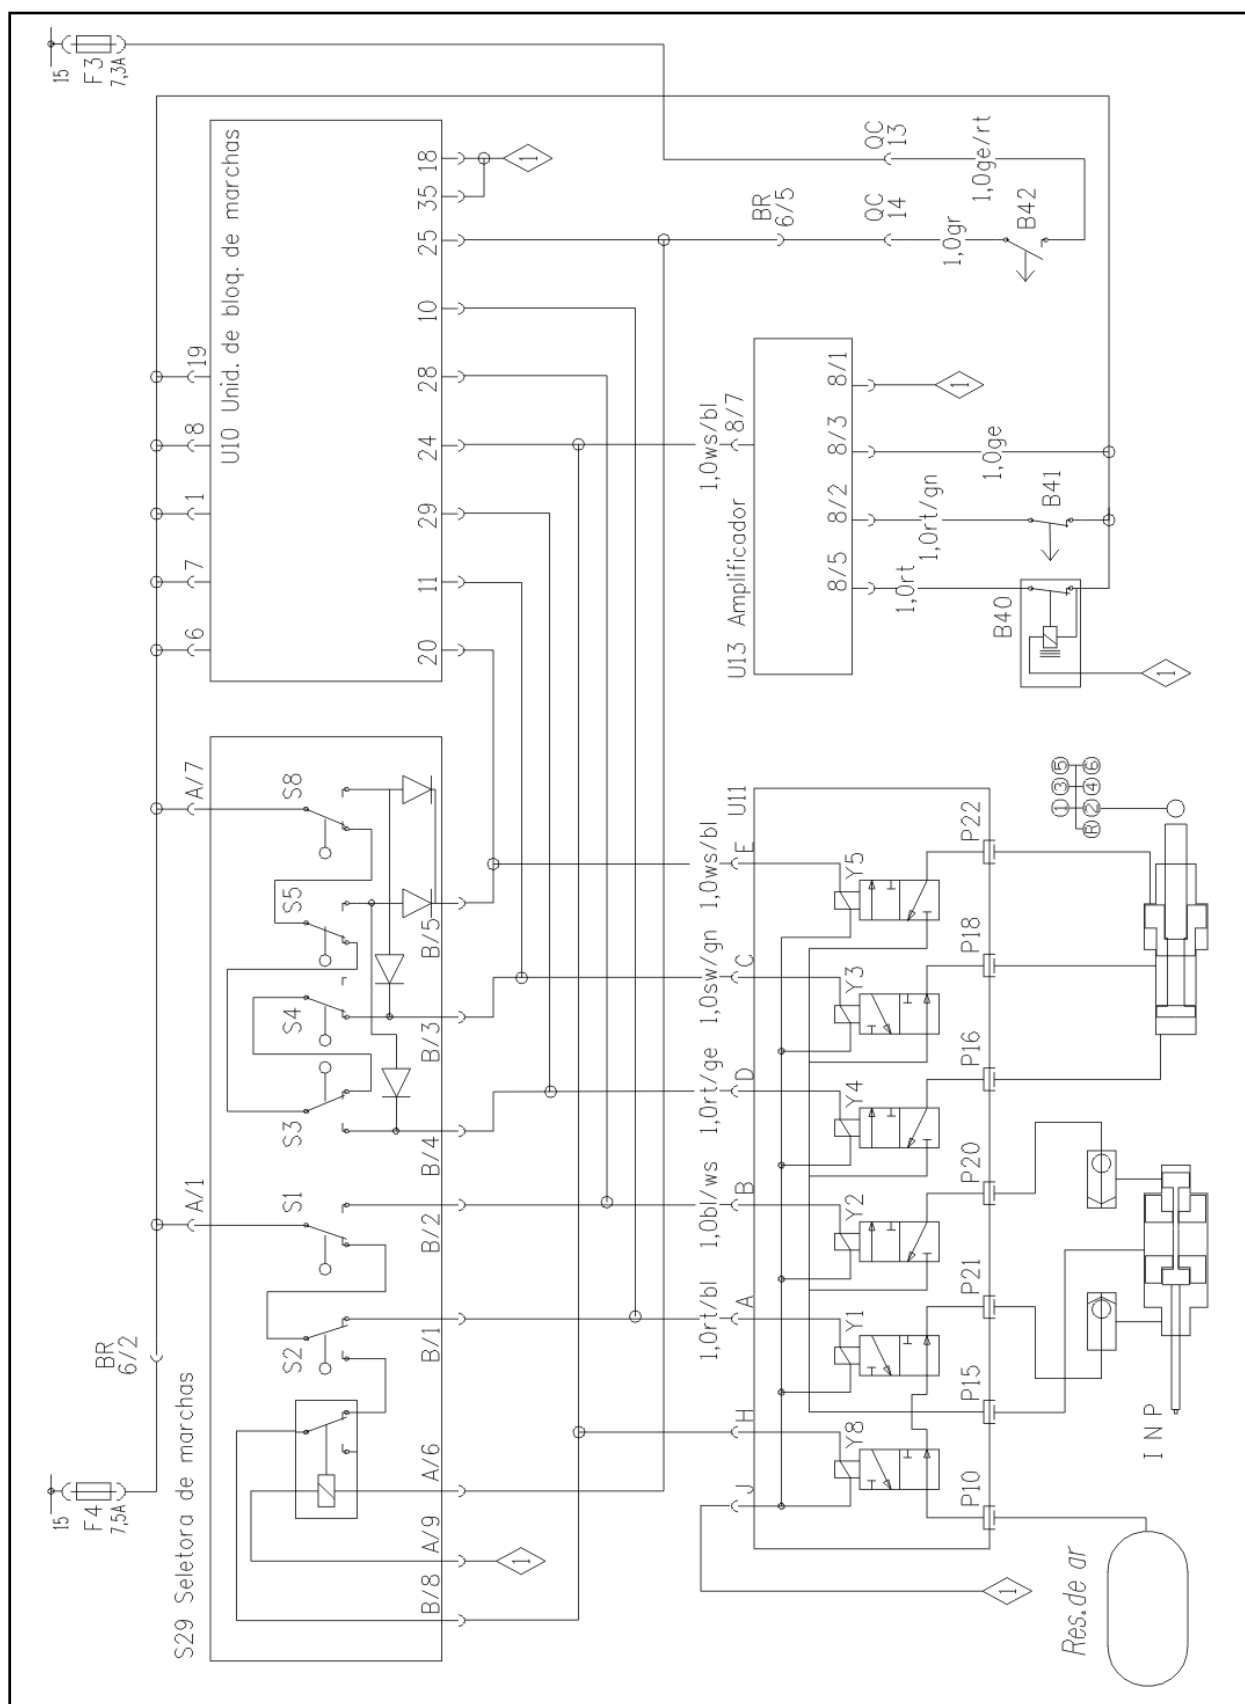 15
F4
7,5A
BR
6/2
15
F3
7,3A
S29 Seletora de marchas
A/1
A/7
S2
S1
S3
S4
S5
S8
B/8
A/9
A/6
B/1
B/2
B/4
B/3
B/5
1
U10 Unid. de bloq. de marchas
6
7
1
8
19
20
11
29
24
28
10
25
35
18
1
1,0rt/bl
1,0bl/ws
1,0rt/ge
1,0sw/gn
1,0ws/bl
J
H
A
B
D
C
E
U11
Y8
Y1
Y2
Y4
Y3
Y5
P10
P15
P21
P20
P16
P18
P22
1
Res.de ar
I N P
1
3
5
R
2
4
6
1,0ws/bl
8/7
U13 Amplificador
8/5
8/2
8/3
8/1
1
1,0rt
1,0rt/gn
1,0ge
B40
B41
1
BR
6/5
QC
14
QC
13
1,0gr
1,0ge/rt
B42